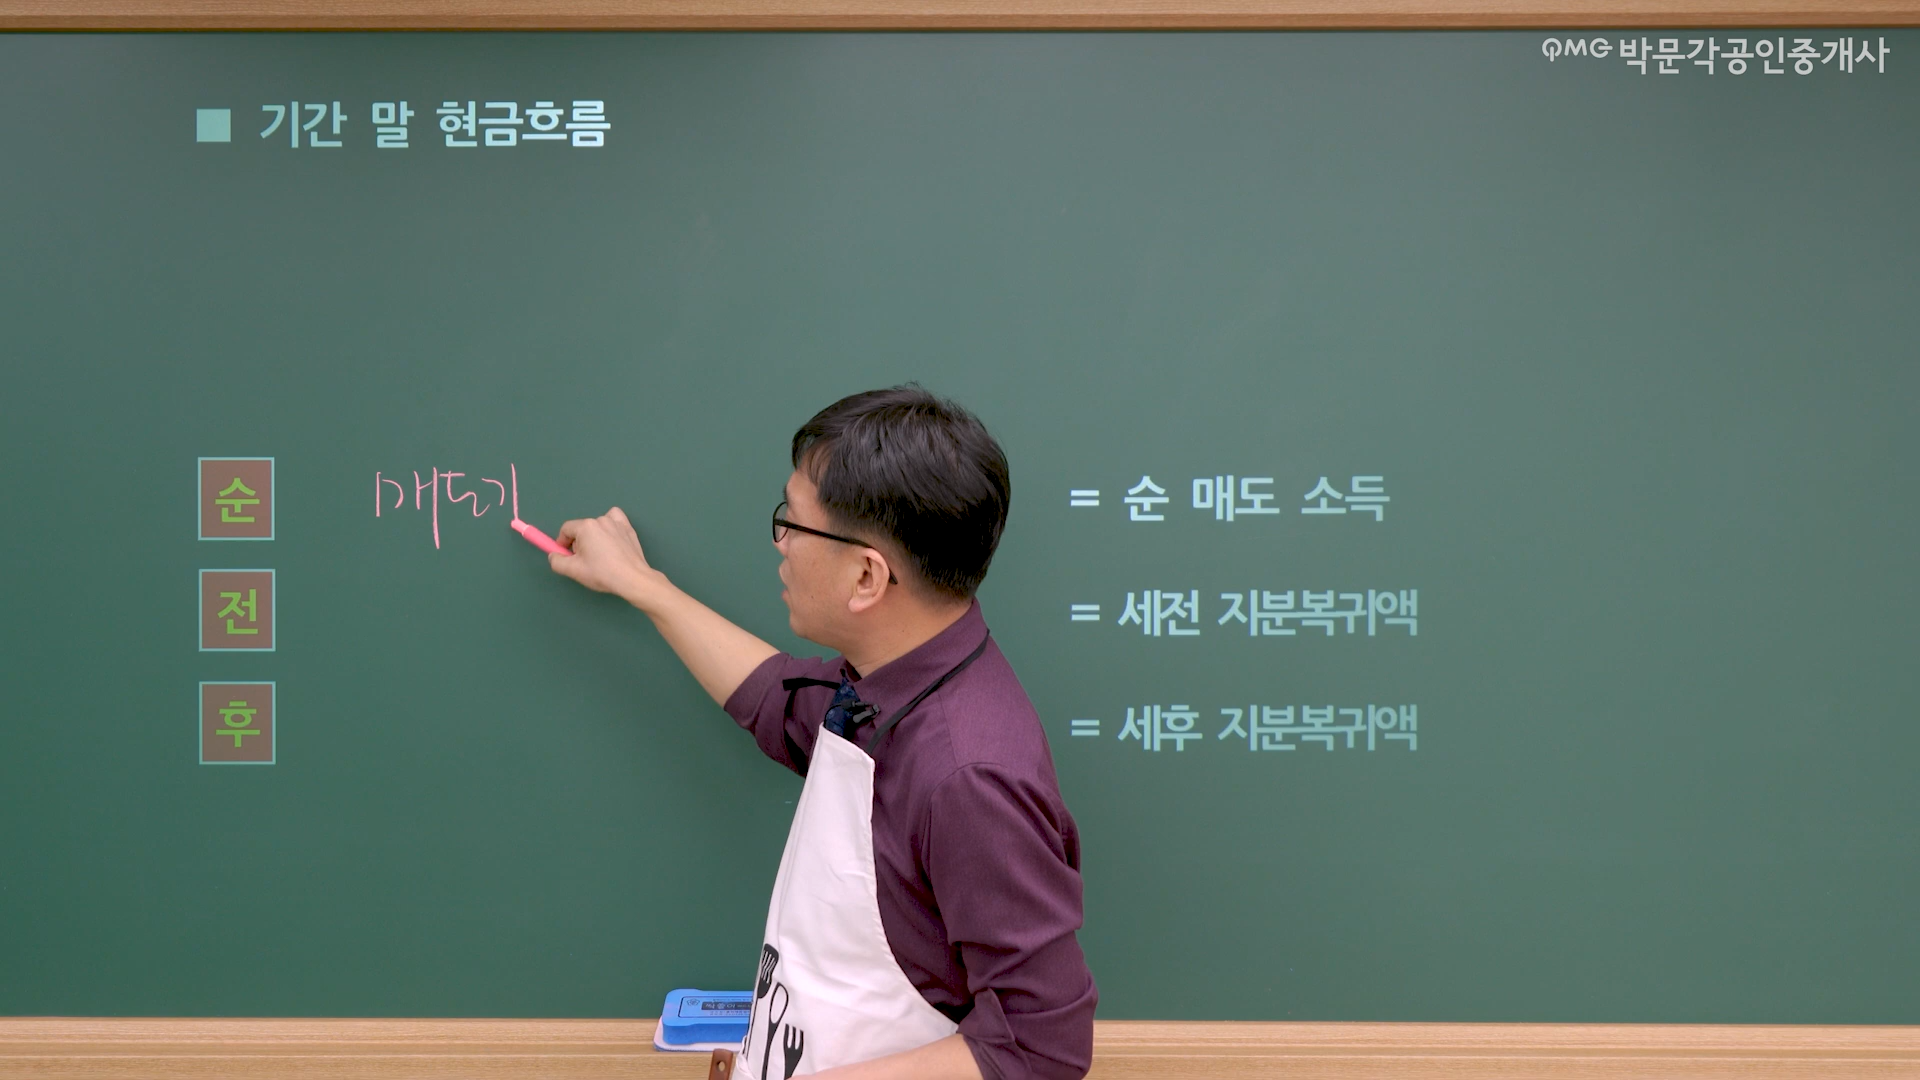 PMG 박문각공인중개사
■ 기간 말 현금흐름
순 매도가 = 순 매도 소득
전 = 세전 지분복귀액
후 = 세후 지분복귀액